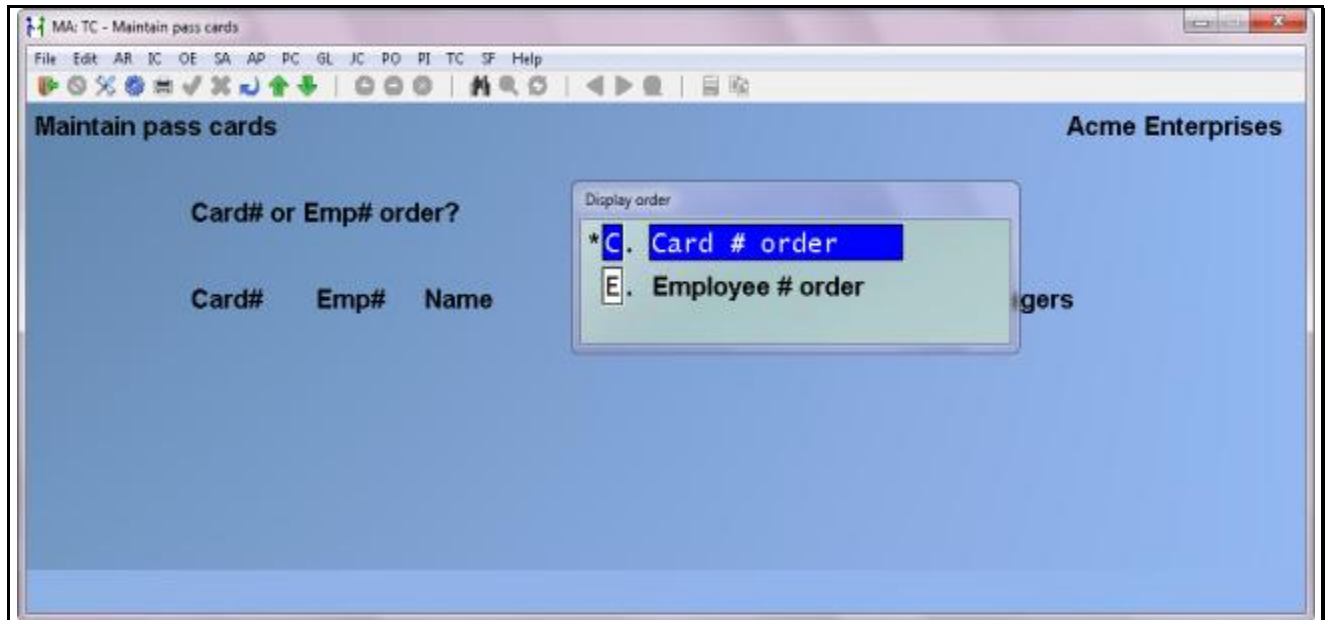 MA: TC - Maintain pass cards
File Edit AR IC OE SA AP PC GL JC PO PI TC SF Help
Maintain pass cards Acme Enterprises
Card# or Emp# order?
Display order
*C. Card # order
E. Employee # order
Card# Emp# Name gers